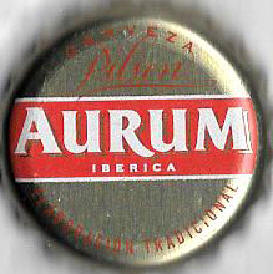 CERVEZA
Pilsen
AURUM
IBERICA
ELABORACION TRADICIONAL